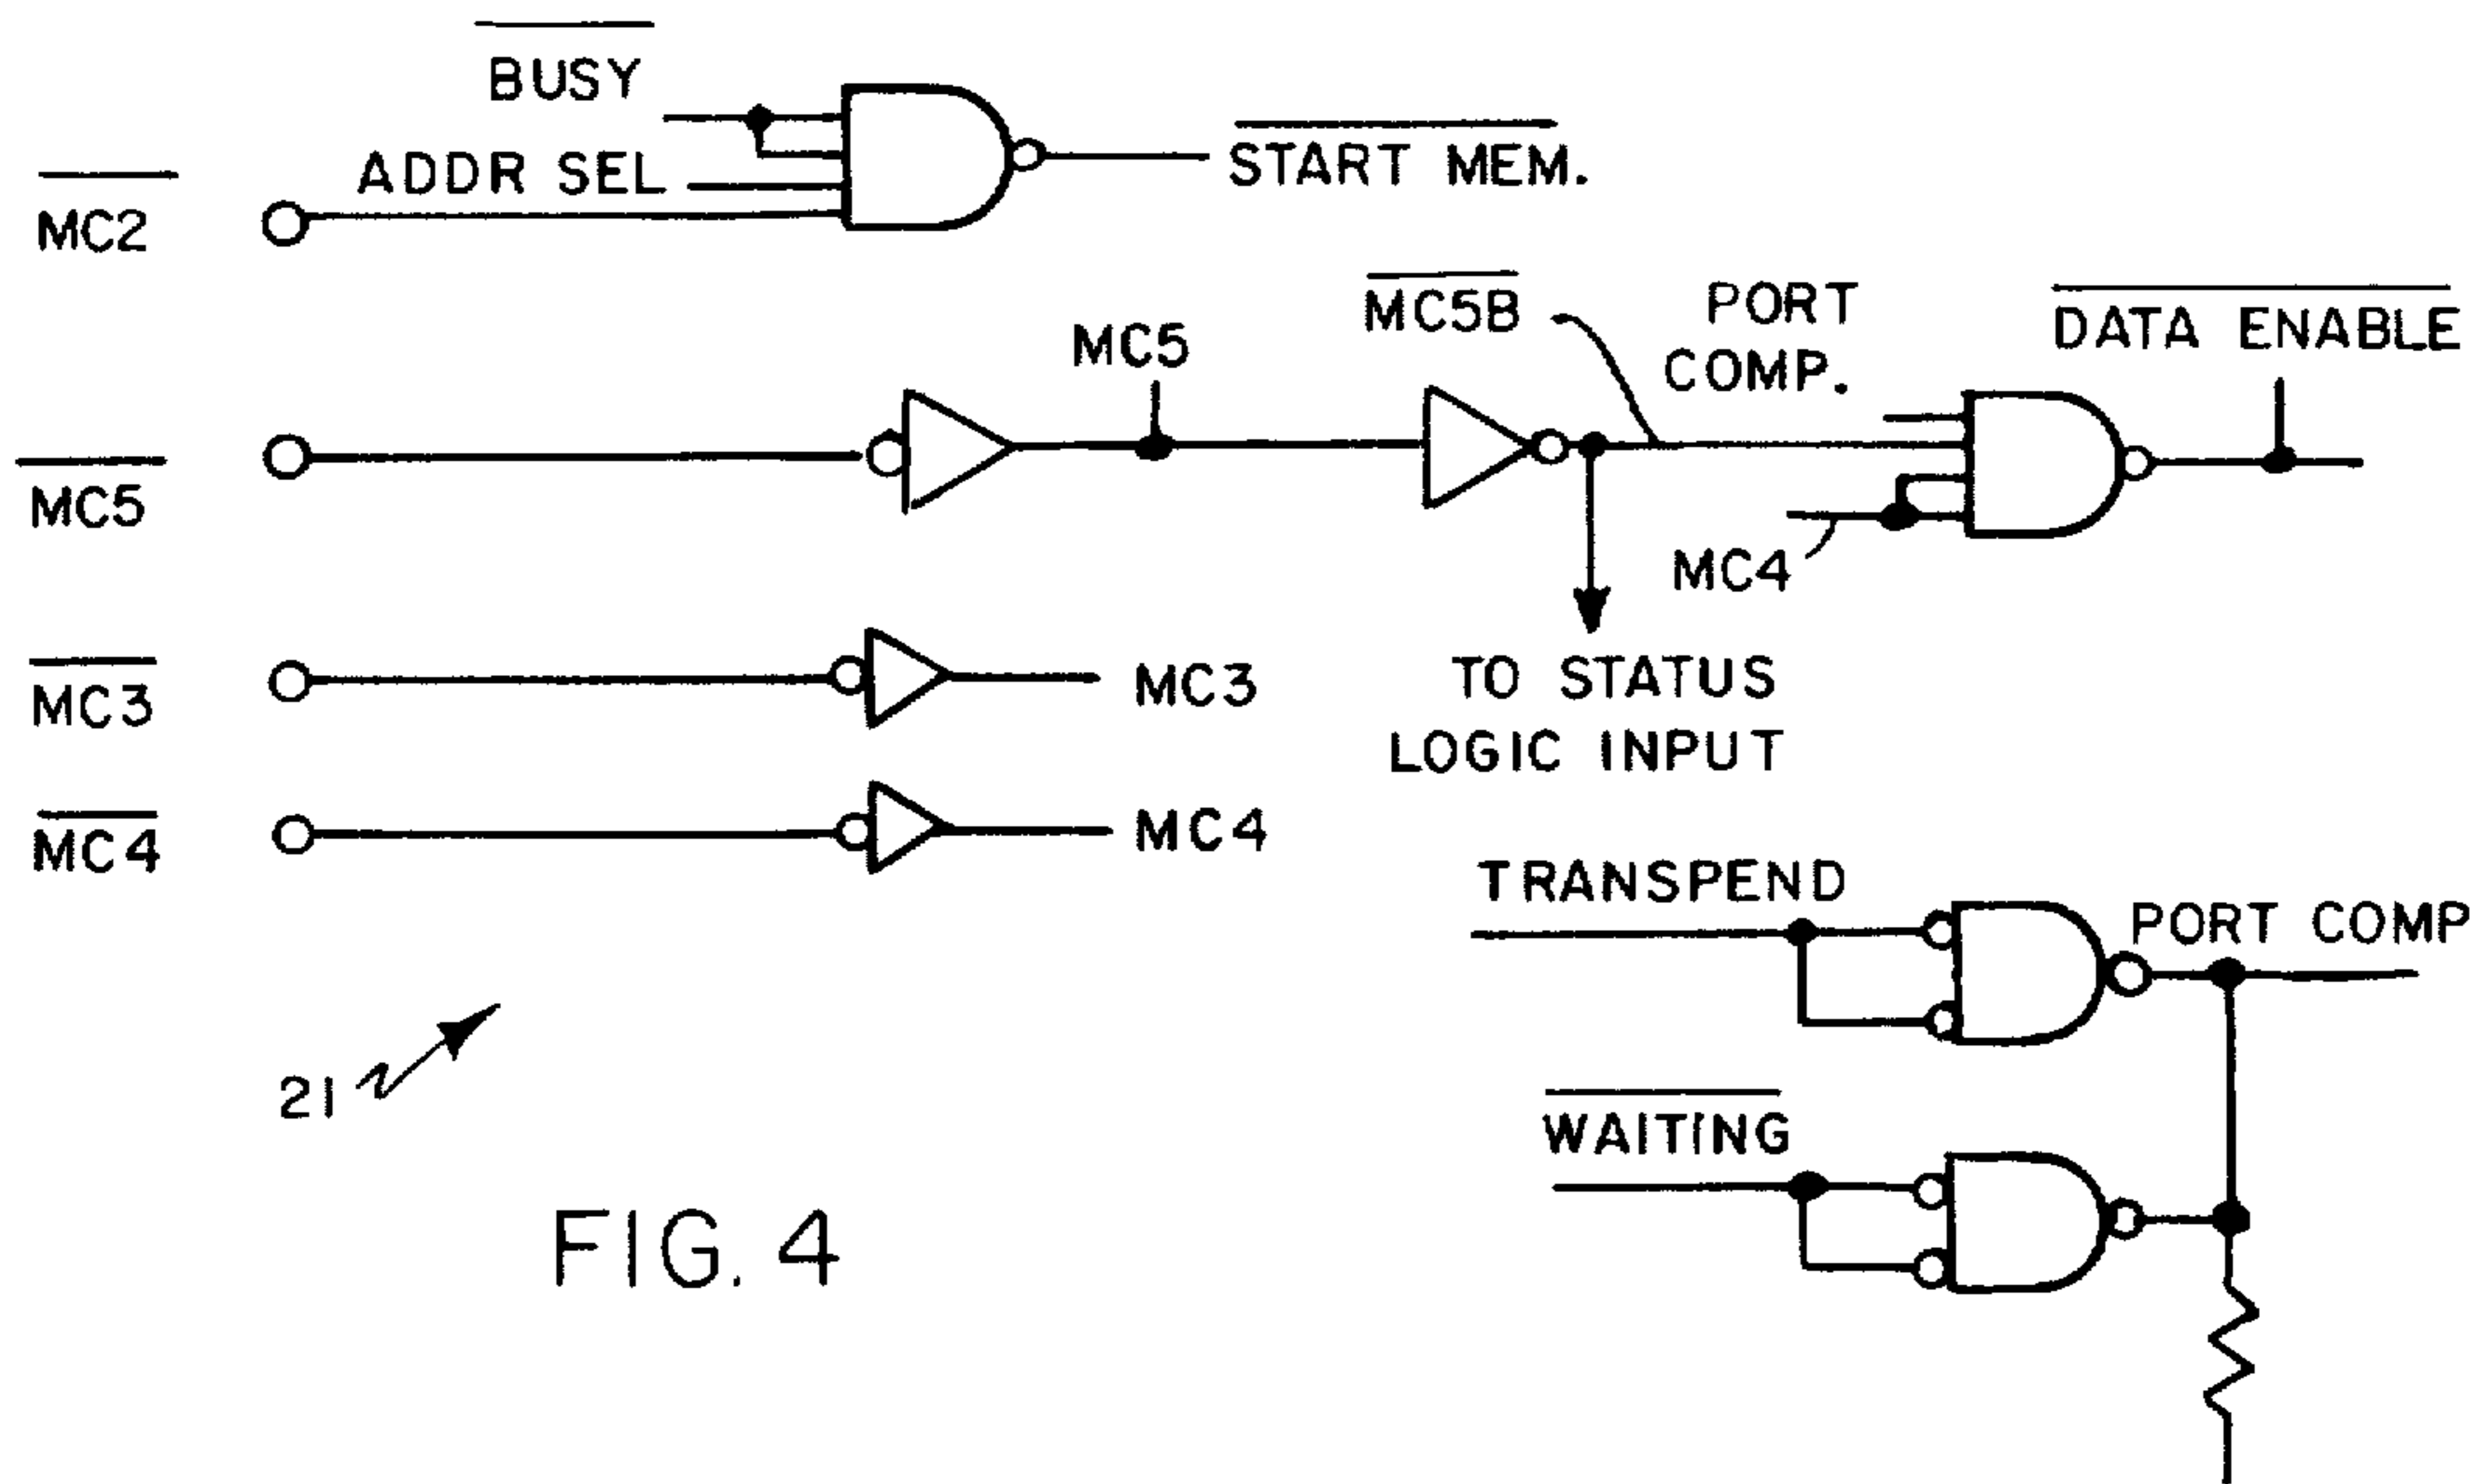 BUSY
ADDR SEL
START MEM.
MC2
MC5
MC5B
PORT
COMP.
DATA ENABLE
MC5
MC4
MC3
MC3
TO STATUS
LOGIC INPUT
MC4
MC4
TRANSPEND
PORT COMP
21
WAITING
FIG. 4